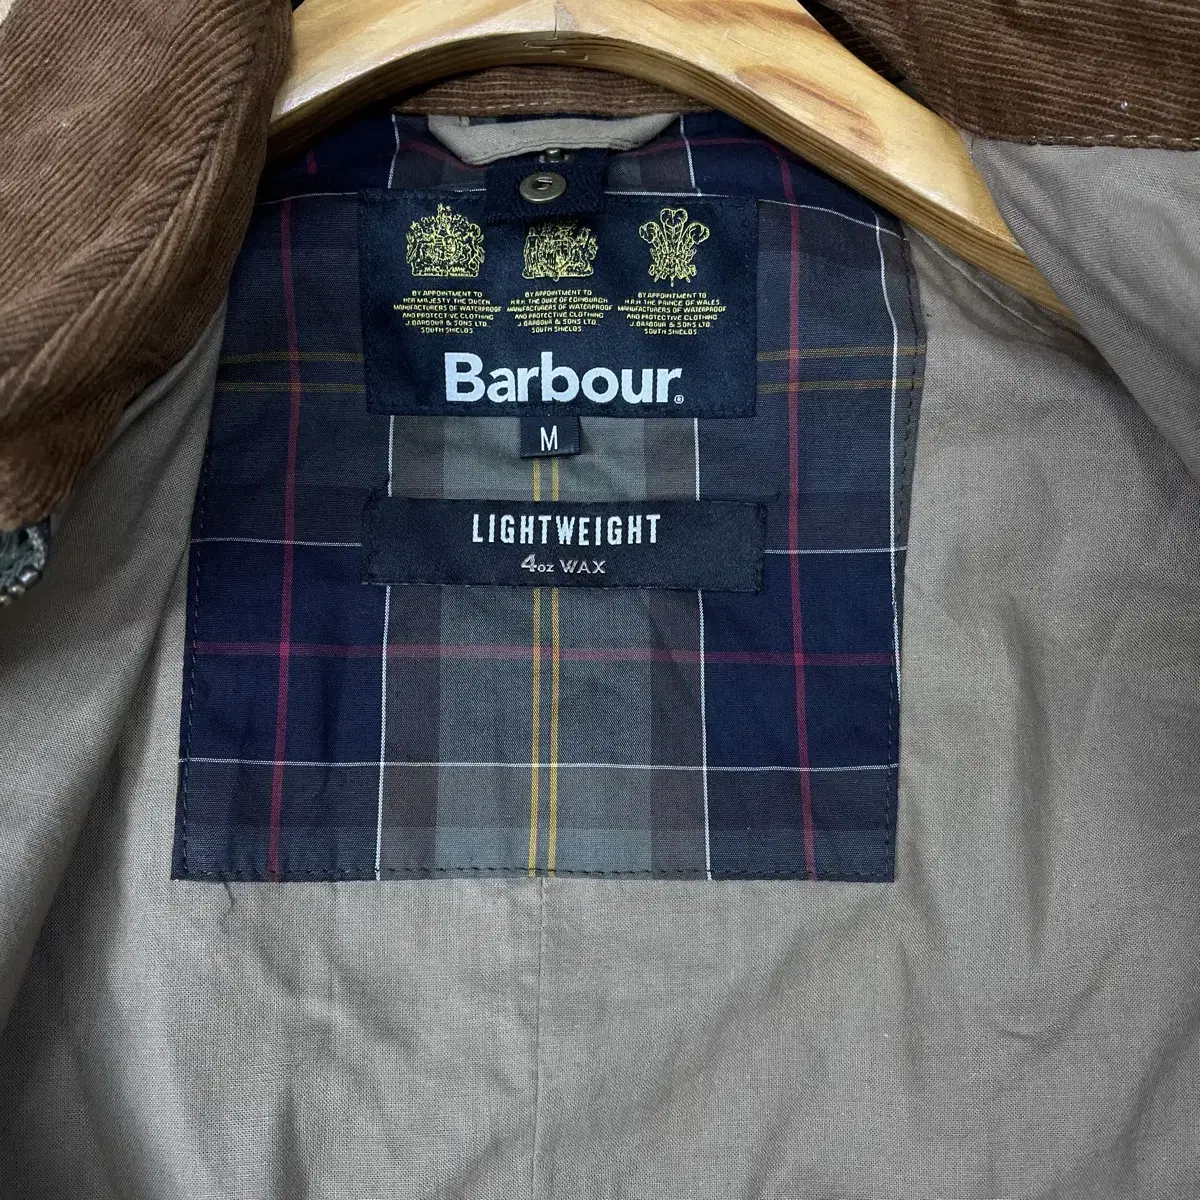 BY APPOINTMENT TO
HER MAJESTY THE QUEEN
MANUFACTURERS OF WATERPROOF
AND PROTECTIVE CLOTHING
J. BARBOUR & SONS LTD.
SOUTH SHIELDS
BY APPOINTMENT TO
H.R.H. THE DUKE OF EDINBURGH
MANUFACTURERS OF WATERPROOF
AND PROTECTIVE CLOTHING
J. BARBOUR & SONS LTD.
SOUTH SHIELDS
BY APPOINTMENT TO
H.R.H. THE PRINCE OF WALES
MANUFACTURERS OF WATERPROOF
AND PROTECTIVE CLOTHING
J. BARBOUR & SONS LTD.
SOUTH SHIELDS
Barbour®
M
LIGHTWEIGHT
4oz WAX